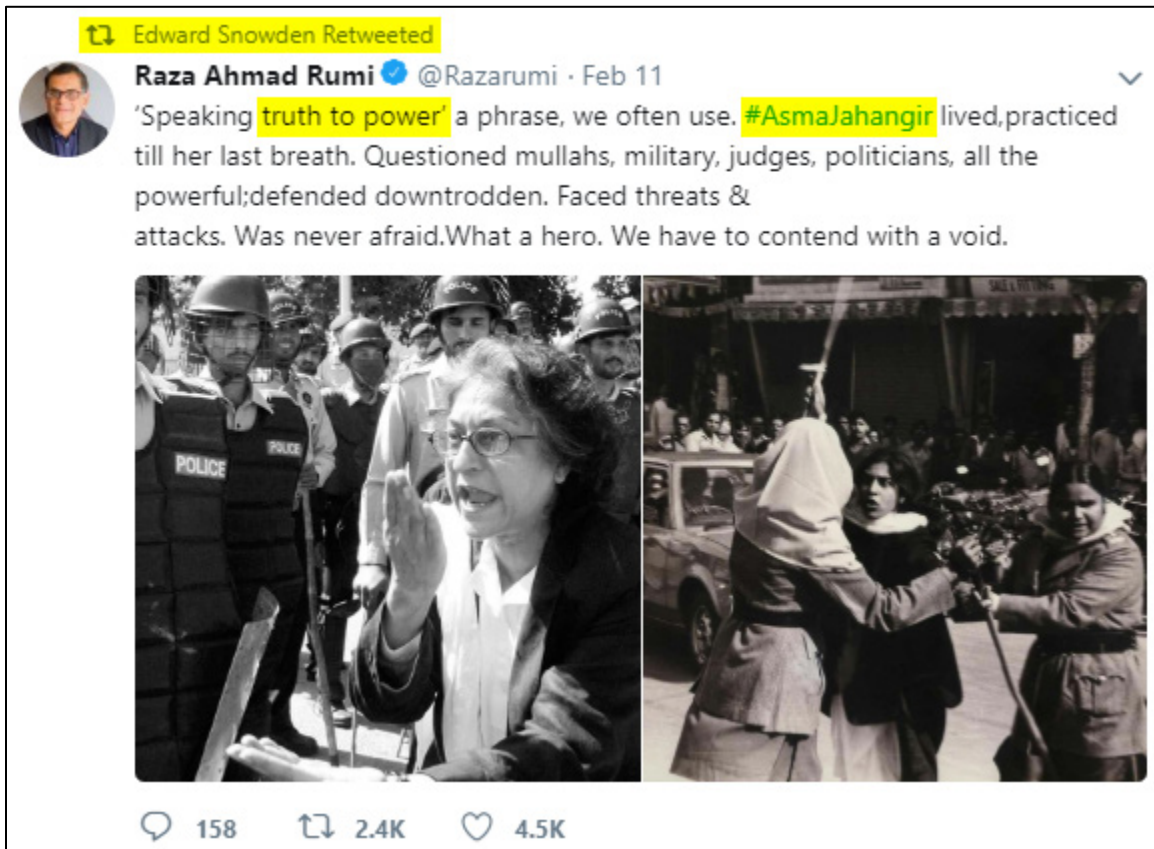 Edward Snowden Retweeted
Raza Ahmad Rumi @Razarumi · Feb 11
‘Speaking truth to power’ a phrase, we often use. #AsmaJahangir lived,practiced
till her last breath. Questioned mullahs, military, judges, politicians, all the
powerful;defended downtrodden. Faced threats &
attacks. Was never afraid.What a hero. We have to contend with a void.
POLICE
POLICE
POLICE
SALE & FITTING
158 2.4K 4.5K